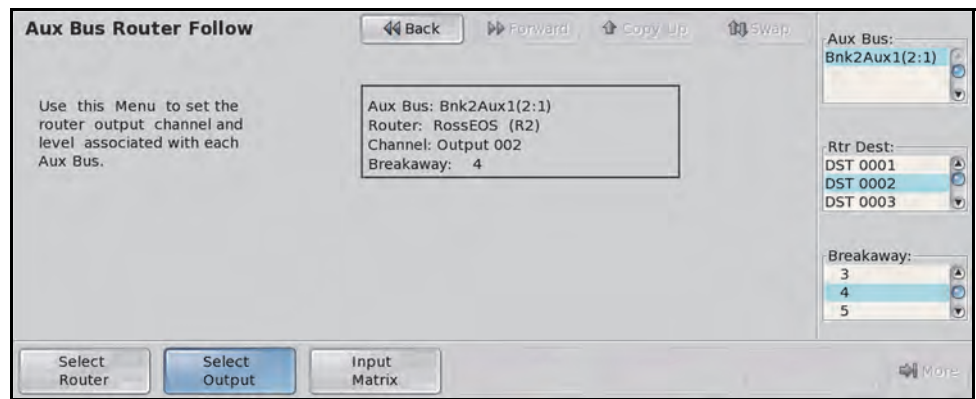 Aux Bus Router Follow
Back
Forward
Copy Up
Swap
Use this Menu to set the
router output channel and
level associated with each
Aux Bus.
Aux Bus: Bnk2Aux1(2:1)
Router: RossEOS (R2)
Channel: Output 002
Breakaway: 4
Aux Bus:
Bnk2Aux1(2:1)
Rtr Dest:
DST 0001
DST 0002
DST 0003
Breakaway:
3
4
5
Select
Router
Select
Output
Input
Matrix
More